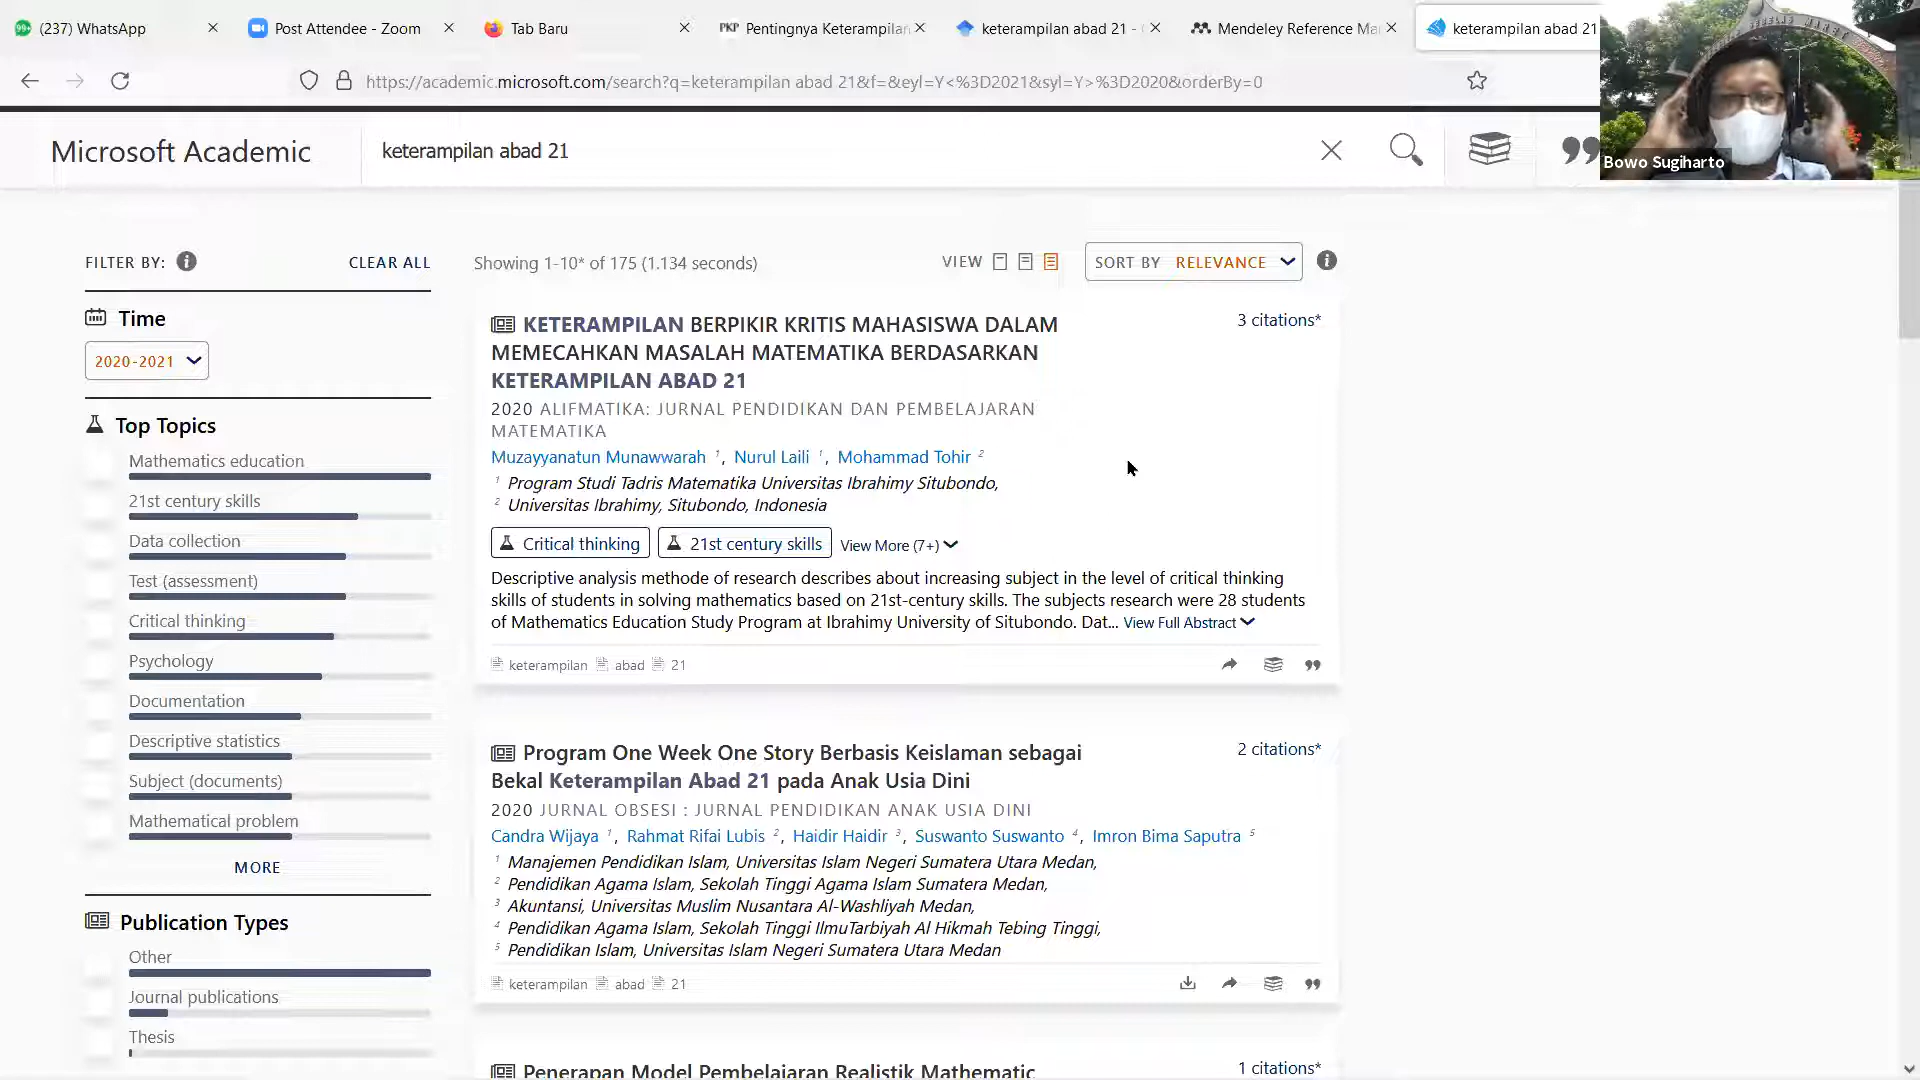 (237) WhatsApp
Post Attendee - Zoom
Tab Baru
PKP Pentingnya Keterampilan
keterampilan abad 21 -
Mendeley Reference Ma
keterampilan abad 21
https://academic.microsoft.com/search?q=keterampilan abad 21&f=&eyl=Y<%3D2021&syl=Y>%3D2020&orderBy=0
Microsoft Academic
keterampilan abad 21
Bowo Sugiharto
FILTER BY:
CLEAR ALL
Time
2020-2021
Top Topics
Mathematics education
21st century skills
Data collection
Test (assessment)
Critical thinking
Psychology
Documentation
Descriptive statistics
Subject (documents)
Mathematical problem
MORE
Publication Types
Other
Journal publications
Thesis
Showing 1-10* of 175 (1.134 seconds)
VIEW
SORT BY RELEVANCE
KETERAMPILAN BERPIKIR KRITIS MAHASISWA DALAM
MEMECAHKAN MASALAH MATEMATIKA BERDASARKAN
KETERAMPILAN ABAD 21
3 citations*
2020 ALIFMATIKA: JURNAL PENDIDIKAN DAN PEMBELAJARAN
MATEMATIKA
Muzayyanatun Munawwarah 1, Nurul Laili 1, Mohammad Tohir 2
1 Program Studi Tadris Matematika Universitas Ibrahimy Situbondo,
2 Universitas Ibrahimy, Situbondo, Indonesia
Critical thinking
21st century skills
View More (7+)
Descriptive analysis methode of research describes about increasing subject in the level of critical thinking
skills of students in solving mathematics based on 21st-century skills. The subjects research were 28 students
of Mathematics Education Study Program at Ibrahimy University of Situbondo. Dat... View Full Abstract
keterampilan abad 21
Program One Week One Story Berbasis Keislaman sebagai
Bekal Keterampilan Abad 21 pada Anak Usia Dini
2 citations*
2020 JURNAL OBSESI : JURNAL PENDIDIKAN ANAK USIA DINI
Candra Wijaya 1, Rahmat Rifai Lubis 2, Haidir Haidir 3, Suswanto Suswanto 4, Imron Bima Saputra 5
1 Manajemen Pendidikan Islam, Universitas Islam Negeri Sumatera Utara Medan,
2 Pendidikan Agama Islam, Sekolah Tinggi Agama Islam Sumatera Medan,
3 Akuntansi, Universitas Muslim Nusantara Al-Washliyah Medan,
4 Pendidikan Agama Islam, Sekolah Tinggi IlmuTarbiyah Al Hikmah Tebing Tinggi,
5 Pendidikan Islam, Universitas Islam Negeri Sumatera Utara Medan
keterampilan abad 21
Penerapan Model Pembelajaran Realistik Mathematic
1 citations*